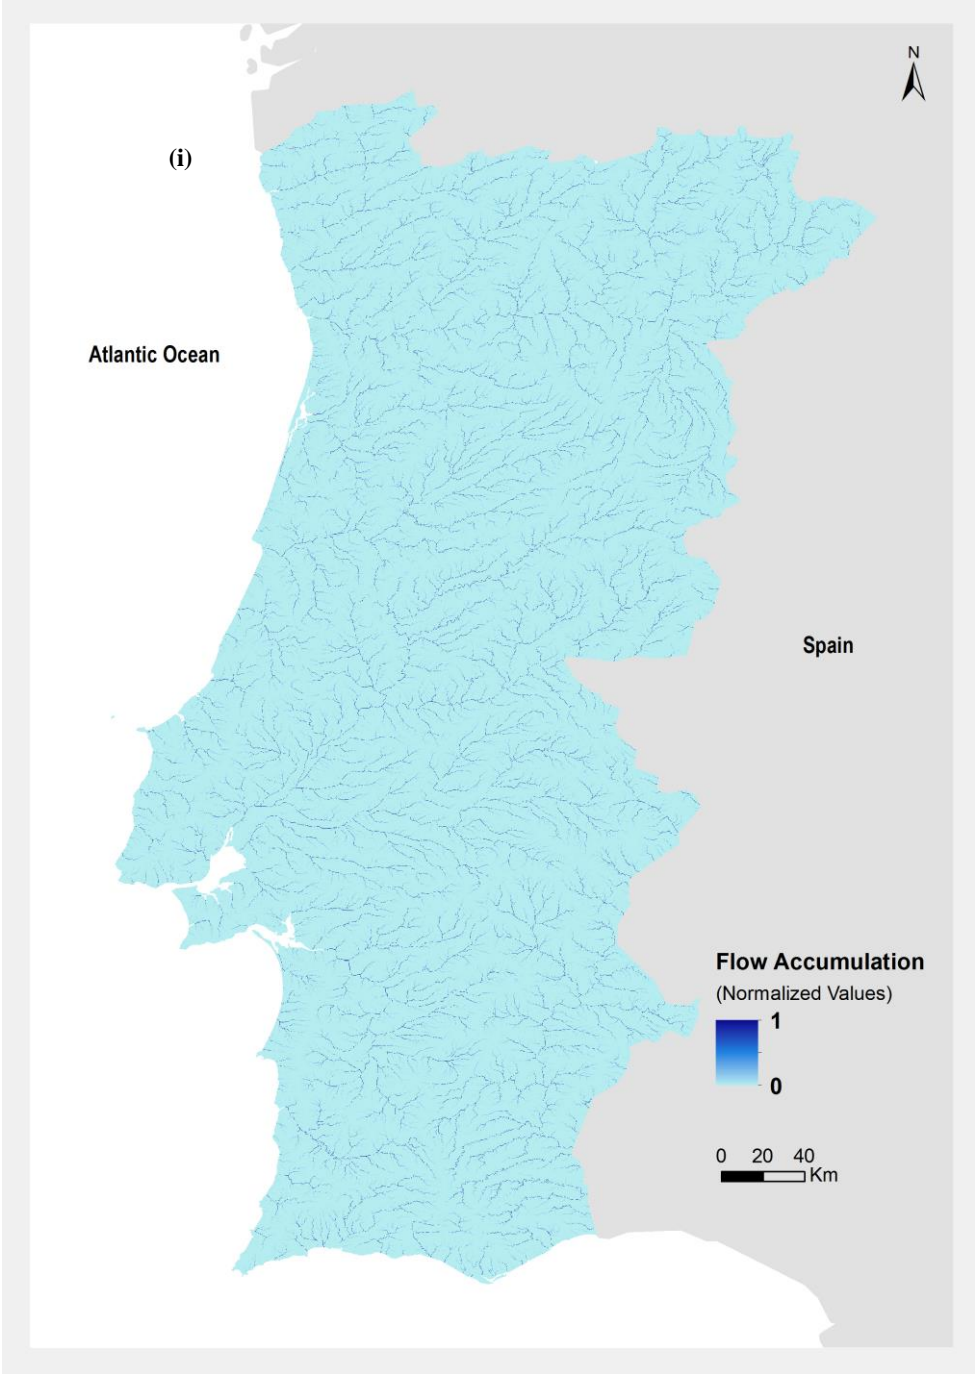 N
(i)
Atlantic Ocean
Spain
Flow Accumulation
(Normalized Values)
1
0
0 20 40
Km